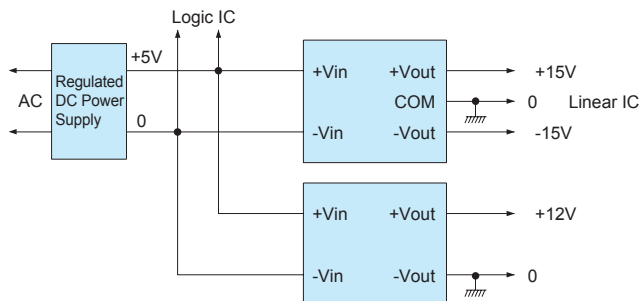 Logic IC
+5V
Regulated
DC Power
Supply
AC
0
+Vin
+Vout
+15V
COM
0
Linear IC
-Vin
-Vout
-15V
+Vin
+Vout
+12V
-Vin
-Vout
0